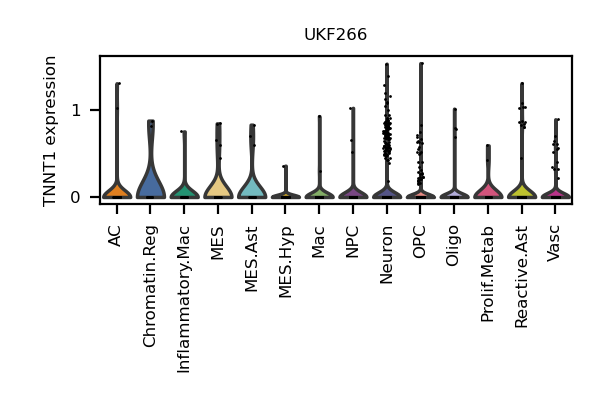 UKF266
TNNT1 expression
1
0
AC
Chromatin.Reg
Inflammatory.Mac
MES
MES.Ast
MES.Hyp
Mac
NPC
Neuron
OPC
Oligo
Prolif.Metab
Reactive.Ast
Vasc